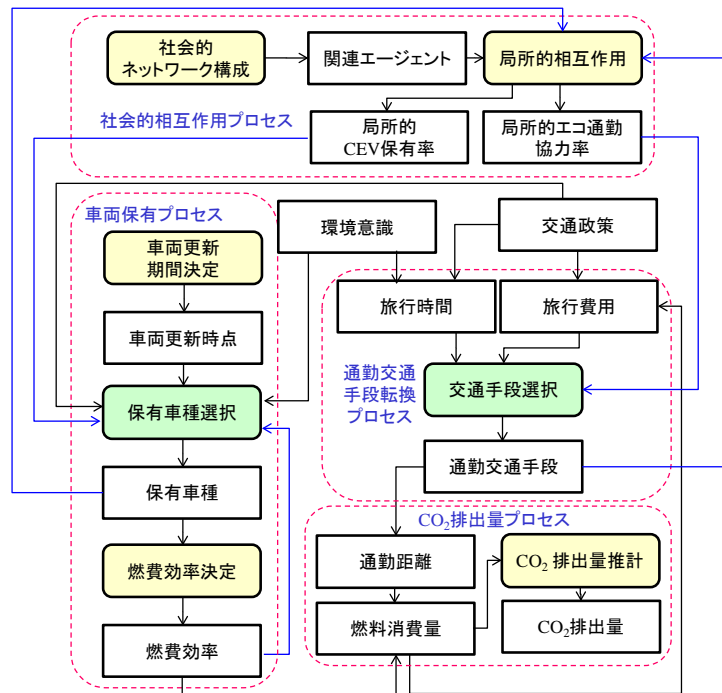 社会的
ネットワーク構成
関連エージェント
局所的相互作用
社会的相互作用プロセス
局所的
CEV保有率
局所的エコ通勤
協力率
車両保有プロセス
車両更新
期間決定
環境意識
交通政策
車両更新時点
旅行時間
旅行費用
保有車種選択
通勤交通
手段転換
プロセス
交通手段選択
保有車種
通勤交通手段
CO₂排出量プロセス
燃費効率決定
通勤距離
CO₂ 排出量推計
燃費効率
燃料消費量
CO₂排出量